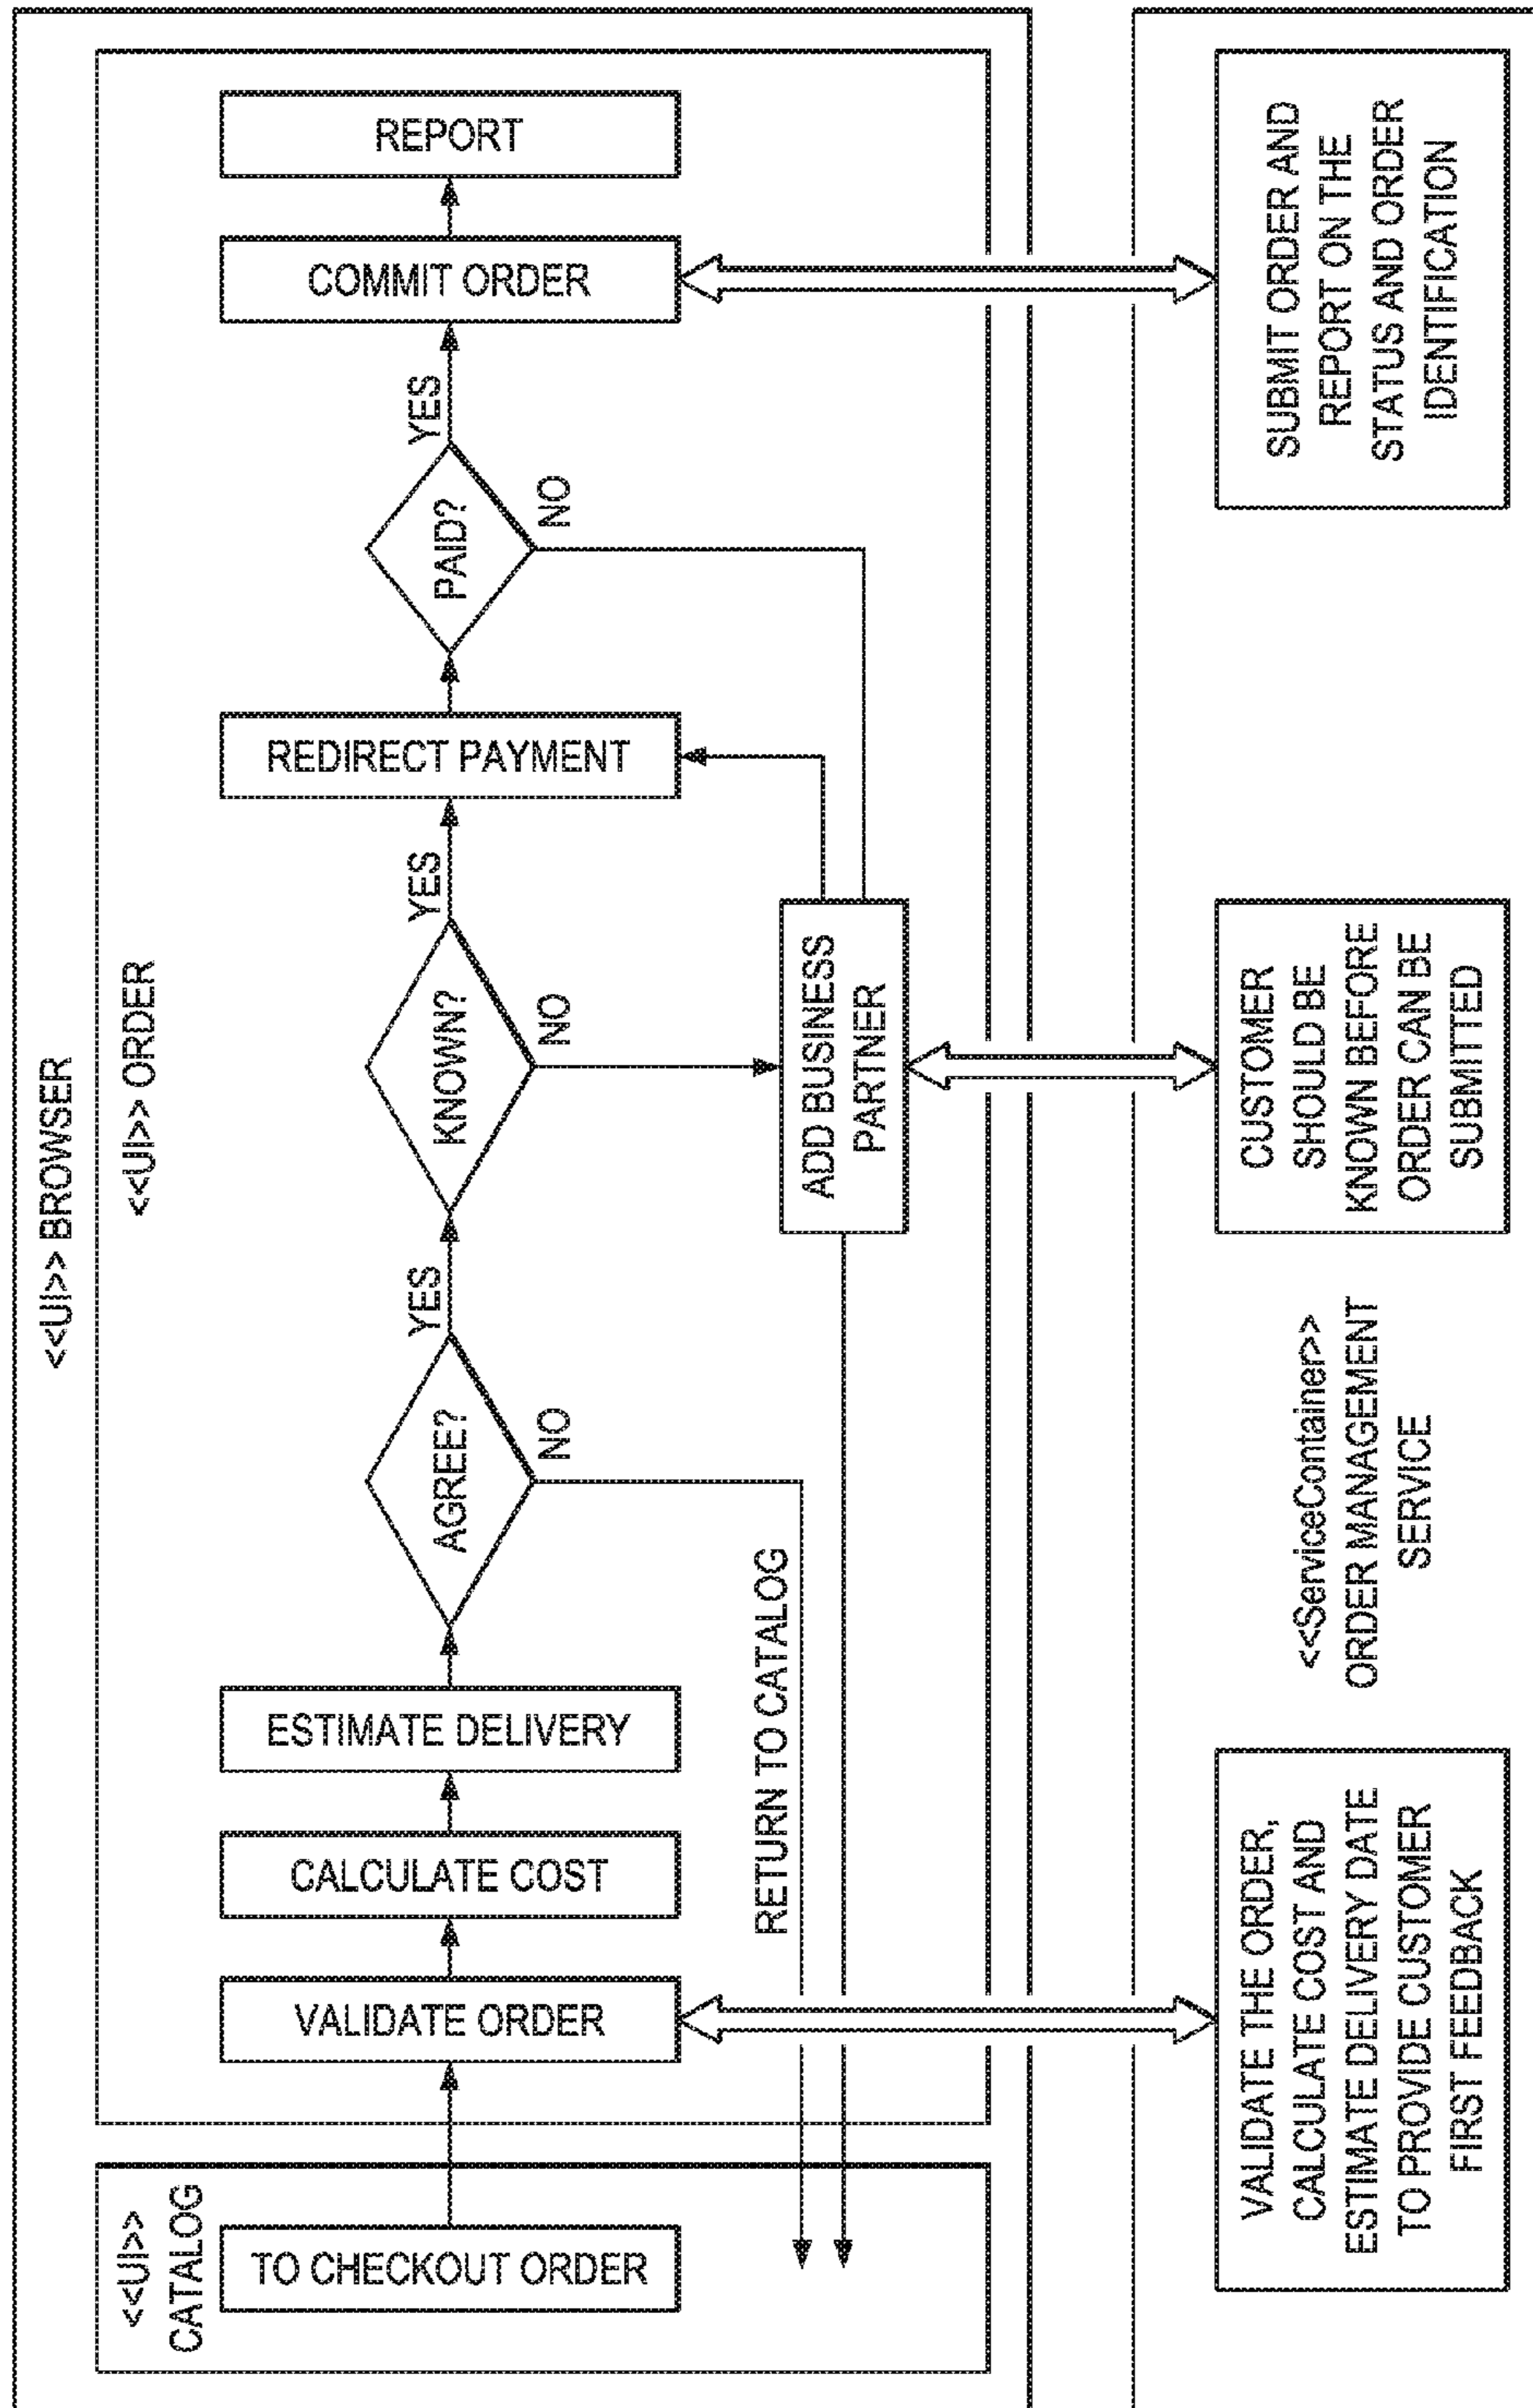 <<UI>> BROWSER
<<UI>>
CATALOG
<<UI>> ORDER
TO CHECKOUT ORDER
VALIDATE ORDER
CALCULATE COST
ESTIMATE DELIVERY
AGREE?
YES
NO
KNOWN?
YES
NO
REDIRECT PAYMENT
PAID?
YES
NO
COMMIT ORDER
REPORT
RETURN TO CATALOG
ADD BUSINESS
PARTNER
VALIDATE THE ORDER,
CALCULATE COST AND
ESTIMATE DELIVERY DATE
TO PROVIDE CUSTOMER
FIRST FEEDBACK
<<ServiceContainer>>
ORDER MANAGEMENT
SERVICE
CUSTOMER
SHOULD BE
KNOWN BEFORE
ORDER CAN BE
SUBMITTED
SUBMIT ORDER AND
REPORT ON THE
STATUS AND ORDER
IDENTIFICATION